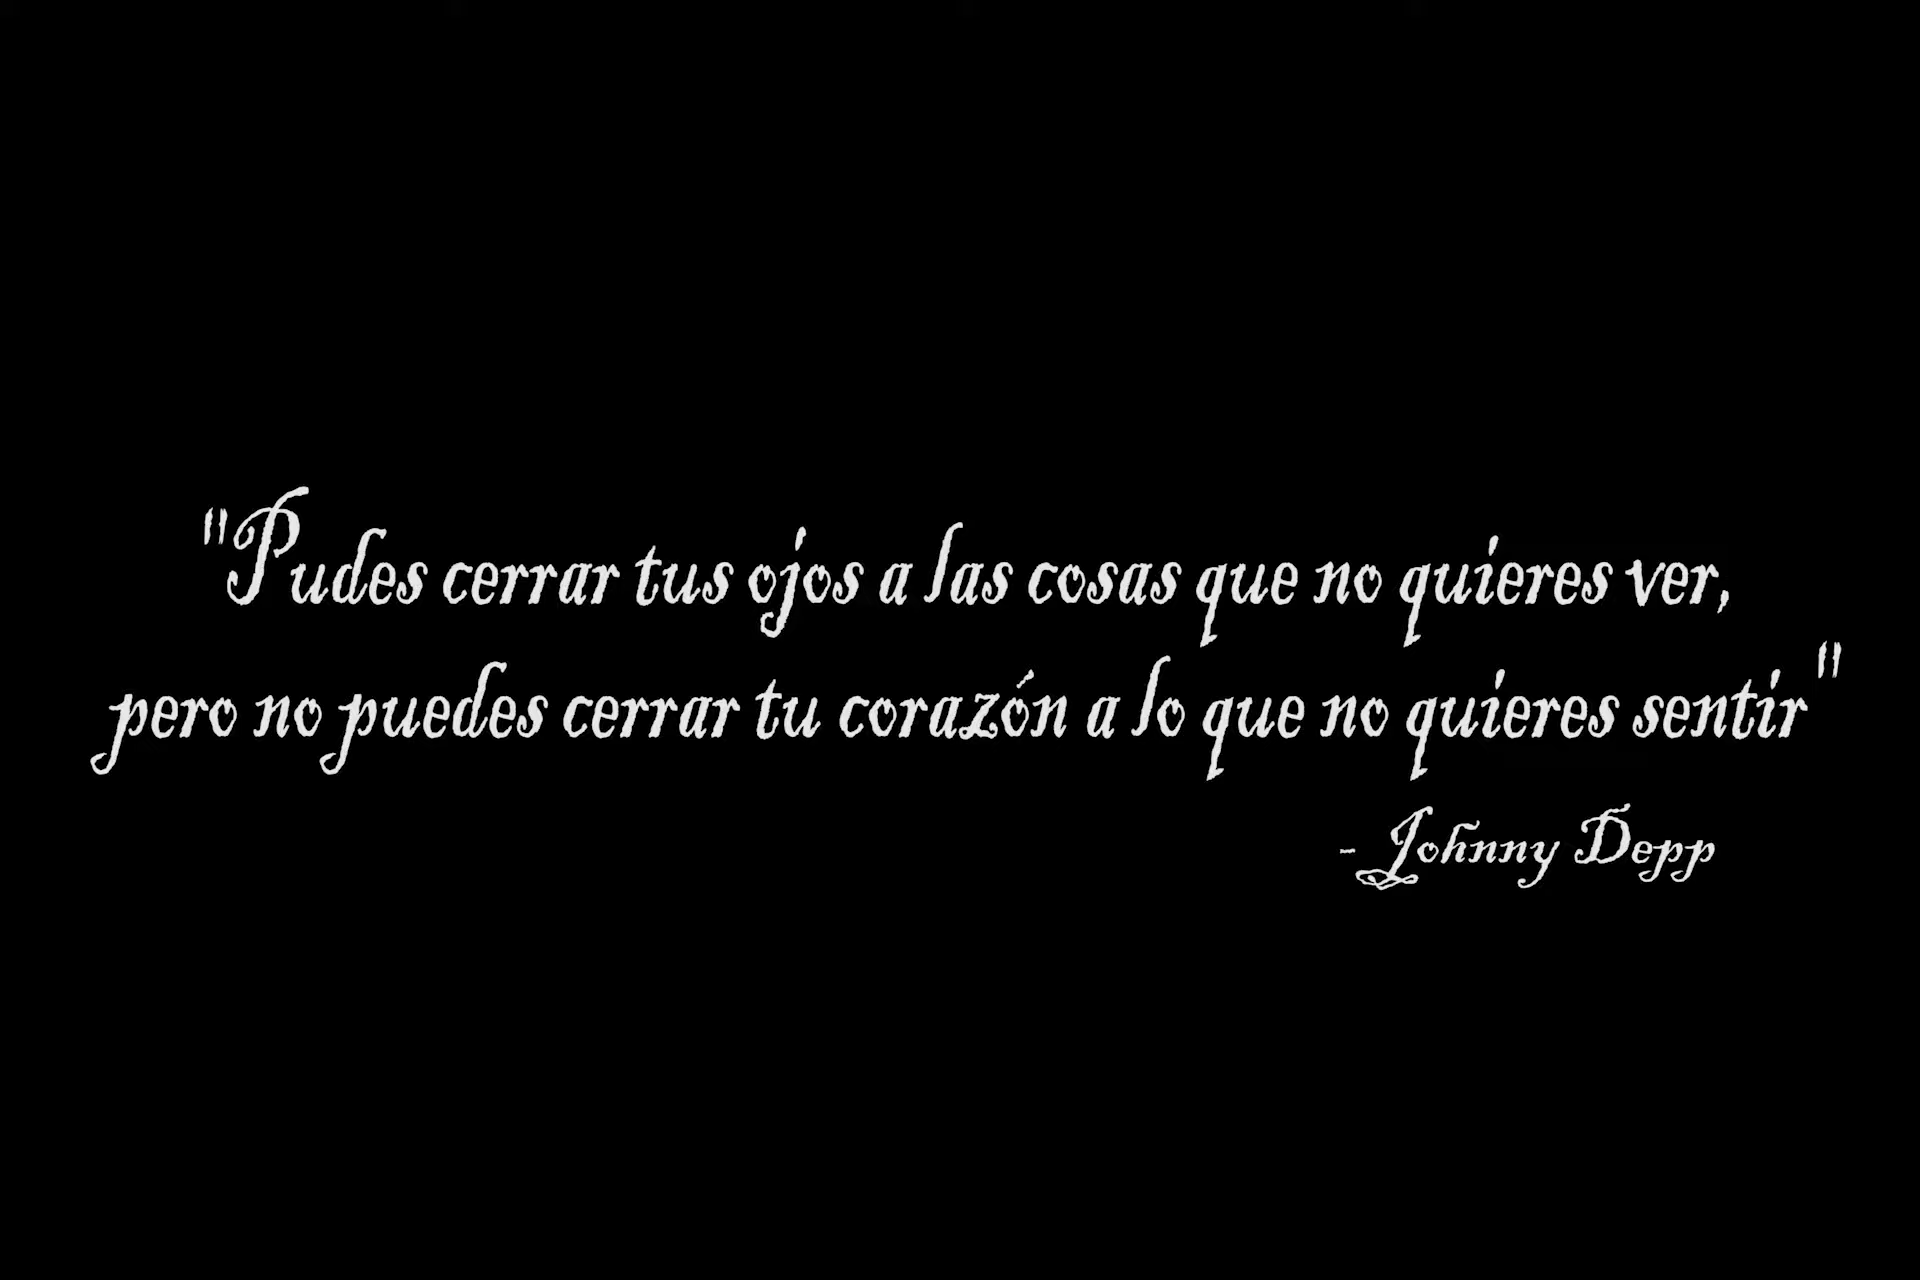 "Pudes cerrar tus ojos a las cosas que no quieres ver,
pero no puedes cerrar tu corazón a lo que no quieres sentir"
- Johnny Depp